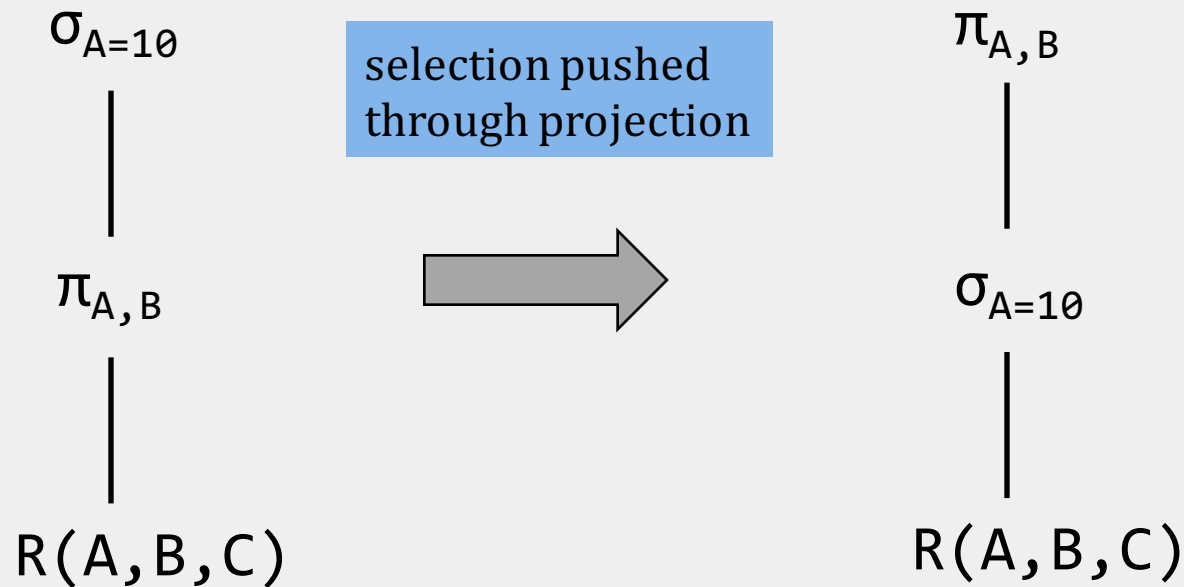 σA=10
πA,B
R(A,B,C)
selection pushed
through projection
πA,B
σA=10
R(A,B,C)